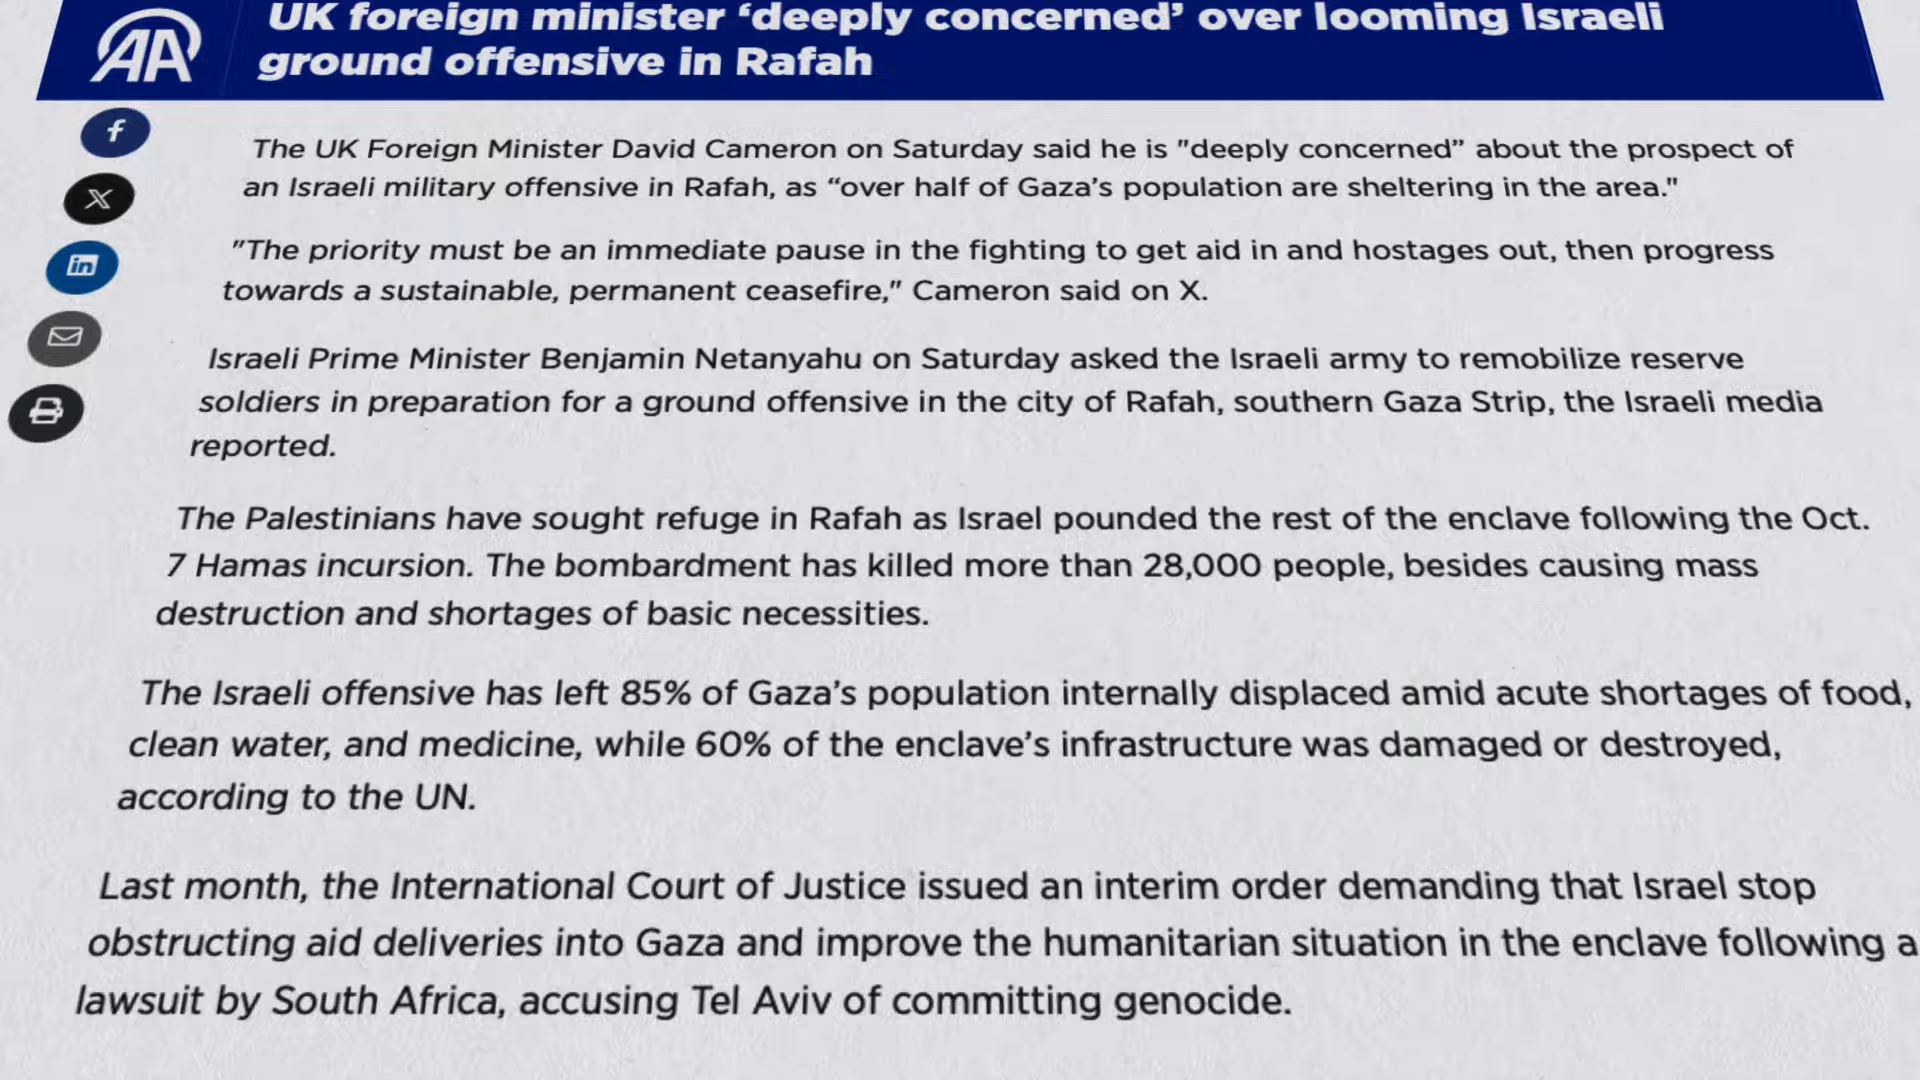 AA
UK foreign minister ‘deeply concerned’ over looming Israeli
ground offensive in Rafah
The UK Foreign Minister David Cameron on Saturday said he is "deeply concerned” about the prospect of
an Israeli military offensive in Rafah, as “over half of Gaza’s population are sheltering in the area."
"The priority must be an immediate pause in the fighting to get aid in and hostages out, then progress
towards a sustainable, permanent ceasefire," Cameron said on X.
Israeli Prime Minister Benjamin Netanyahu on Saturday asked the Israeli army to remobilize reserve
soldiers in preparation for a ground offensive in the city of Rafah, southern Gaza Strip, the Israeli media
reported.
The Palestinians have sought refuge in Rafah as Israel pounded the rest of the enclave following the Oct.
7 Hamas incursion. The bombardment has killed more than 28,000 people, besides causing mass
destruction and shortages of basic necessities.
The Israeli offensive has left 85% of Gaza’s population internally displaced amid acute shortages of food,
clean water, and medicine, while 60% of the enclave’s infrastructure was damaged or destroyed,
according to the UN.
Last month, the International Court of Justice issued an interim order demanding that Israel stop
obstructing aid deliveries into Gaza and improve the humanitarian situation in the enclave following a
lawsuit by South Africa, accusing Tel Aviv of committing genocide.